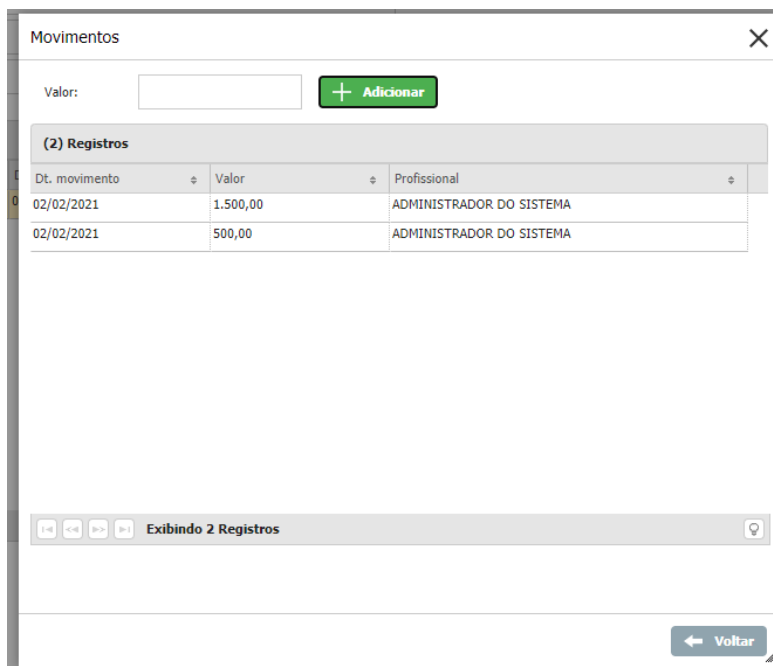 Movimentos
Valor:
Adicionar
(2) Registros
Dt. movimento Valor Profissional
02/02/2021 1.500,00 ADMINISTRADOR DO SISTEMA
02/02/2021 500,00 ADMINISTRADOR DO SISTEMA
Exibindo 2 Registros
Voltar